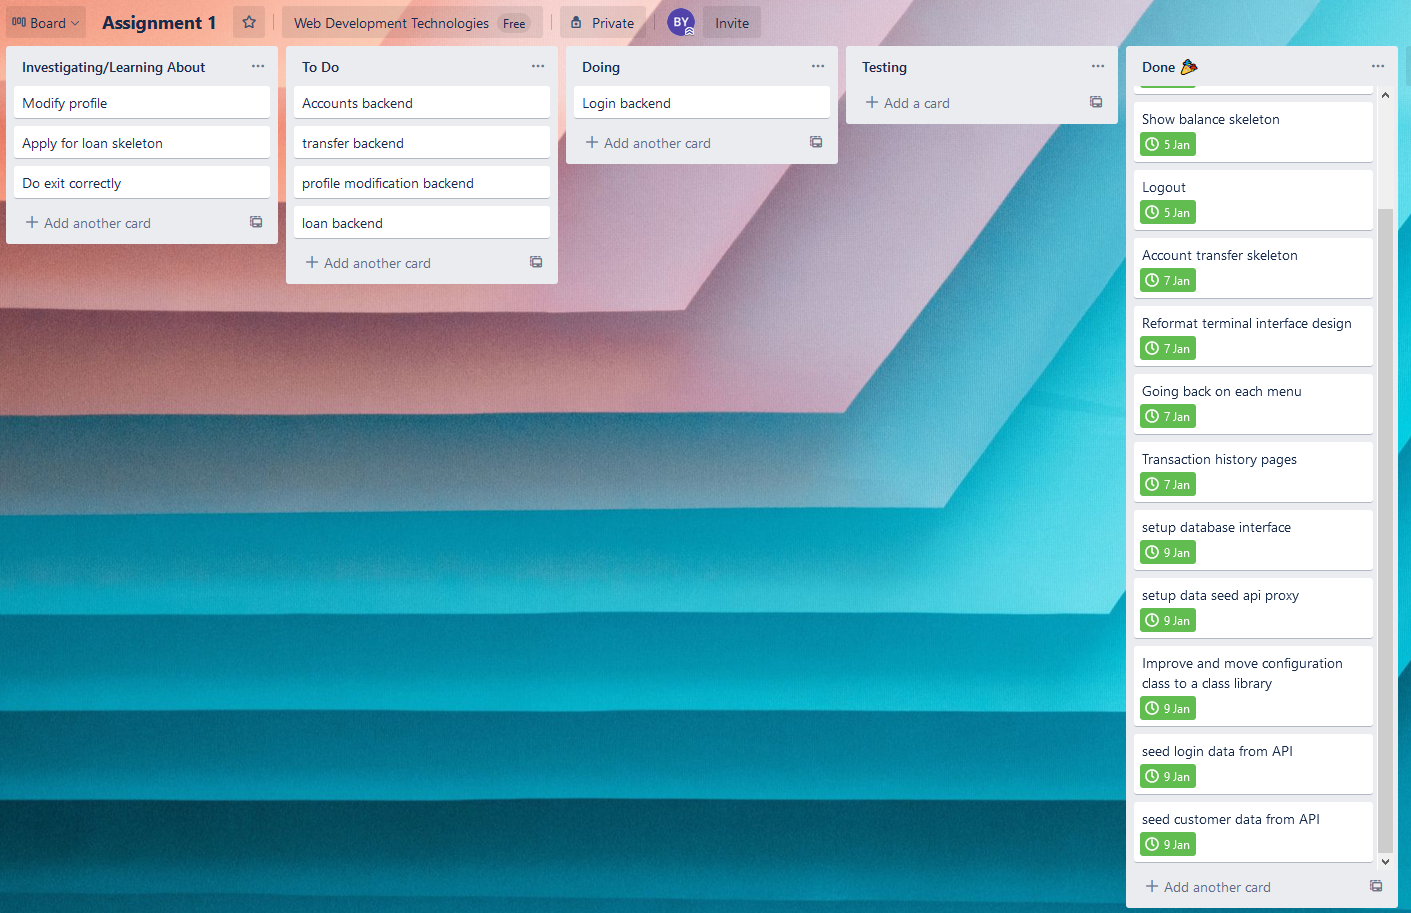 Board
Assignment 1
Web Development Technologies Free
Private
BY
Invite
Investigating/Learning About
Modify profile
Apply for loan skeleton
Do exit correctly
Add another card
To Do
Accounts backend
transfer backend
profile modification backend
loan backend
Add another card
Doing
Login backend
Add another card
Testing
Add a card
Done
Show balance skeleton
5 Jan
Logout
5 Jan
Account transfer skeleton
7 Jan
Reformat terminal interface design
7 Jan
Going back on each menu
7 Jan
Transaction history pages
7 Jan
setup database interface
9 Jan
setup data seed api proxy
9 Jan
Improve and move configuration
class to a class library
9 Jan
seed login data from API
9 Jan
seed customer data from API
9 Jan
Add another card